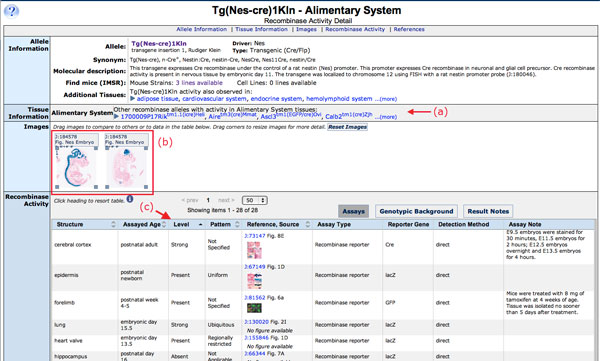 ?
Tg(Nes-cre)1Kln - Alimentary System
Recombinase Activity Detail
Allele Information | Tissue Information | Images | Recombinase Activity | References
Allele Information
Allele: Tg(Nes-cre)1Kln
transgene insertion 1, Rudiger Klein
Driver: Nes
Type: Transgenic (Cre/Flp)
Synonym: Tg(Nes-cre), n-Cre+, Nestin:Cre, nestin-Cre, NesCre, Nes11Cre, nestin/Cre
Molecular description: This transgene expresses Cre recombinase under the control of a rat nestin (Nes) promoter. This promoter expresses Cre recombinase in neuronal and glial cell precursor. Cre recombinase activity is present in nervous tissue by embryonic day 11. The transgene was localized to chromosome 12 using FISH with a rat nestin promoter probe (J:180046).
Find mice (IMSR): Mouse Strains: 3 lines available Cell Lines: 0 lines available
Additional Tissues: Tg(Nes-cre)1Kln activity also observed in:
adipose tissue, cardiovascular system, endocrine system, hemolymphoid system ...(more)
Tissue Information
Alimentary System Other recombinase alleles with activity in Alimentary System tissues:
1700009P17Rik tm1.1(icre)Heli, Aire tm3(cre)Mmat, Ascl3 tm1(EGFP/cre)Ovi, Calb2 tm1(cre)Zjh ...(more)
(a)
Images
Drag images to compare to others or to data in the table below. Drag corners to resize images for more detail. Reset Images
J:184578
Fig. Nes Embryo
J:184578
Fig. Nes Embryo
(b)
Recombinase Activity
Click heading to resort table.
< prev 1 next > 50
Showing items 1 - 28 of 28
(c)
Assays Genotypic Background Result Notes
Structure Assayed Age Level Pattern Reference, Source Assay Type Reporter Gene Detection Method Assay Note
cerebral cortex postnatal adult Strong Not Specified J:73147 Fig. 8E Recombinase reporter Cre direct E9.5 embryos were stained for 30 minutes, E11.5 embryos for 2 hours; E12.5 embryos overnight and E13.5 embryos for 4 hours.
epidermis postnatal newborn Present Uniform J:67149 Fig. 1D Recombinase reporter lacZ direct
forelimb postnatal week 4-5 Present Not Specified J:81562 Fig. 6a Recombinase reporter GFP direct Mice were treated with 8 mg of tamoxifen at 4 weeks of age. Tissue was isolated no sooner than 5 days after treatment.
lung embryonic day 15.5 Strong Ubiquitous J:130020 Fig. 2I No figure available Recombinase reporter lacZ direct
heart valve embryonic day 13.5 Present Regionally restricted J:155846 Fig. 1D No figure available Recombinase reporter lacZ direct
hippocampus postnatal day 16 Absent Not Applicable J:66344 Fig. 7A Recombinase reporter lacZ direct